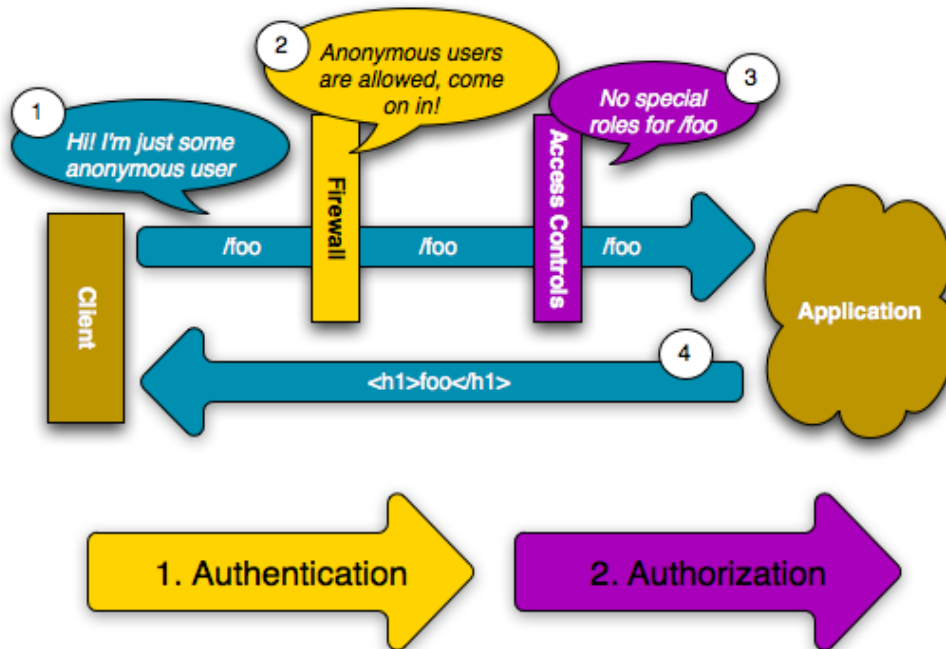 1
Hi! I'm just some
anonymous user
2
Anonymous users
are allowed, come
on in!
3
No special
roles for /foo
Client
/foo
Firewall
/foo
Access Controls
/foo
Application
4
<h1>foo</h1>
1. Authentication
2. Authorization